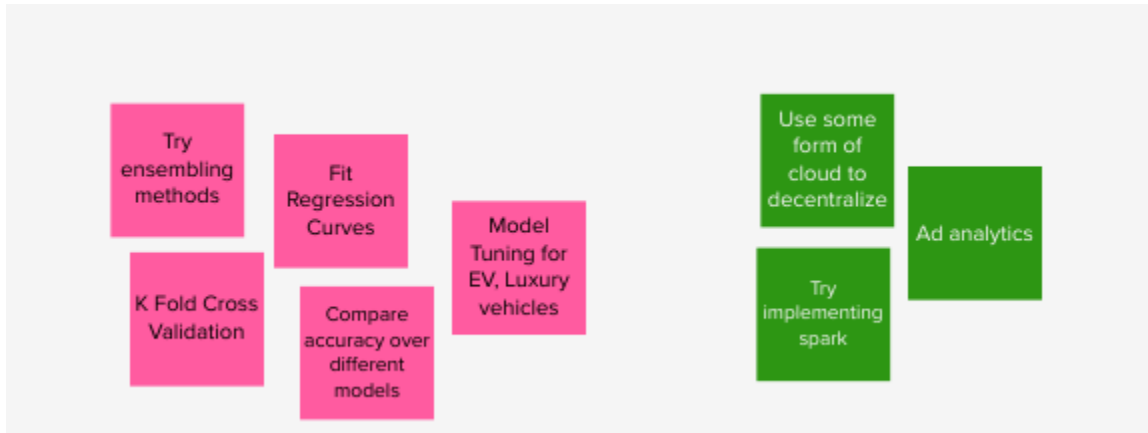 Try
ensembling
methods
Fit
Regression
Curves
Model
Tuning for
EV, Luxury
vehicles
K Fold Cross
Validation
Compare
accuracy over
different
models
Use some
form of
cloud to
decentralize
Ad analytics
Try
implementing
spark